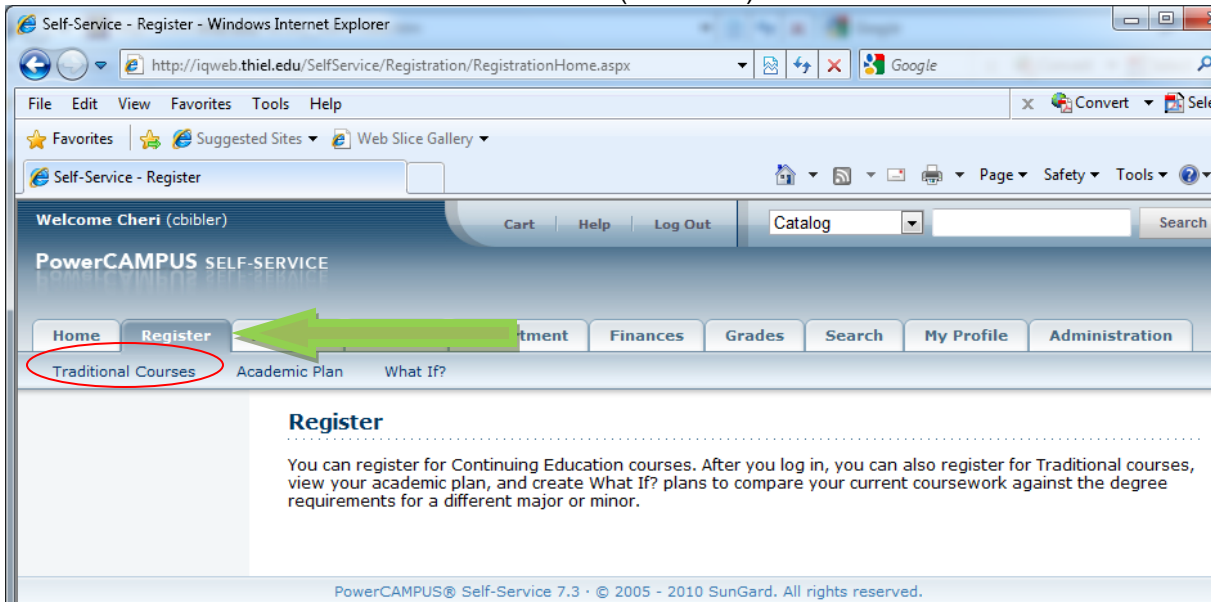 Self-Service - Register - Windows Internet Explorer
http://iqweb.thiel.edu/SelfService/Registration/RegistrationHome.aspx Google
File Edit View Favorites Tools Help x Convert Sele
Favorites Suggested Sites Web Slice Gallery
Self-Service - Register Page Safety Tools
Welcome Cheri (cbibler) Cart Help Log Out Catalog Search
PowerCAMPUS SELF-SERVICE
Home Register tment Finances Grades Search My Profile Administration
Traditional Courses Academic Plan What If?
Register
You can register for Continuing Education courses. After you log in, you can also register for Traditional courses,
view your academic plan, and create What If? plans to compare your current coursework against the degree
requirements for a different major or minor.
PowerCAMPUS® Self-Service 7.3 · © 2005 - 2010 SunGard. All rights reserved.